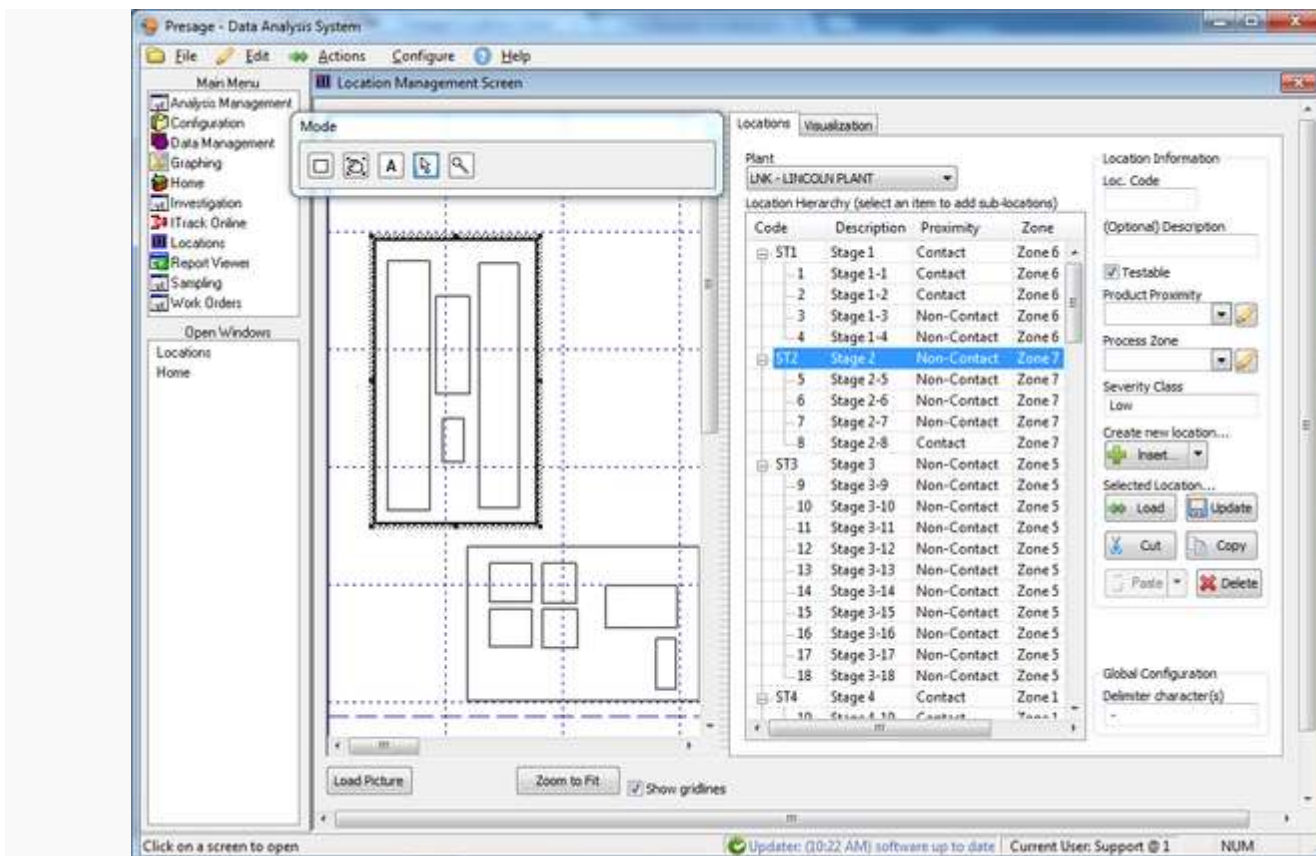 Presage - Data Analysis System
File Edit Actions Configure Help
Main Menu
Analysis Management
Configuration
Data Management
Graphing
Home
Investigation
ITrack Online
Locations
Report Viewer
Sampling
Work Orders
Open Windows
Locations
Home
Location Management Screen
Mode
A
Load Picture
Zoom to Fit
Show gridlines
Locations Visualization
Plant
LNK - LINCOLN PLANT
Location Hierarchy (select an item to add sub-locations)
Code Description Proximity Zone
ST1 Stage 1 Contact Zone 6
1 Stage 1-1 Contact Zone 6
2 Stage 1-2 Contact Zone 6
3 Stage 1-3 Non-Contact Zone 6
4 Stage 1-4 Non-Contact Zone 6
ST2 Stage 2 Non-Contact Zone 7
5 Stage 2-5 Non-Contact Zone 7
6 Stage 2-6 Non-Contact Zone 7
7 Stage 2-7 Non-Contact Zone 7
8 Stage 2-8 Contact Zone 7
ST3 Stage 3 Non-Contact Zone 5
9 Stage 3-9 Non-Contact Zone 5
10 Stage 3-10 Non-Contact Zone 5
11 Stage 3-11 Non-Contact Zone 5
12 Stage 3-12 Non-Contact Zone 5
13 Stage 3-13 Non-Contact Zone 5
14 Stage 3-14 Non-Contact Zone 5
15 Stage 3-15 Non-Contact Zone 5
16 Stage 3-16 Non-Contact Zone 5
17 Stage 3-17 Non-Contact Zone 5
18 Stage 3-18 Non-Contact Zone 5
ST4 Stage 4 Contact Zone 1
Location Information
Loc. Code
(Optional) Description
Testable
Product Proximity
Process Zone
Severity Class
Low
Create new location...
Insert...
Selected Location...
Load Update
Cut Copy
Paste Delete
Global Configuration
Delimiter character(s)
-
Click on a screen to open
Updater: (10:22 AM) software up to date
Current User: Support @ 1
NUM